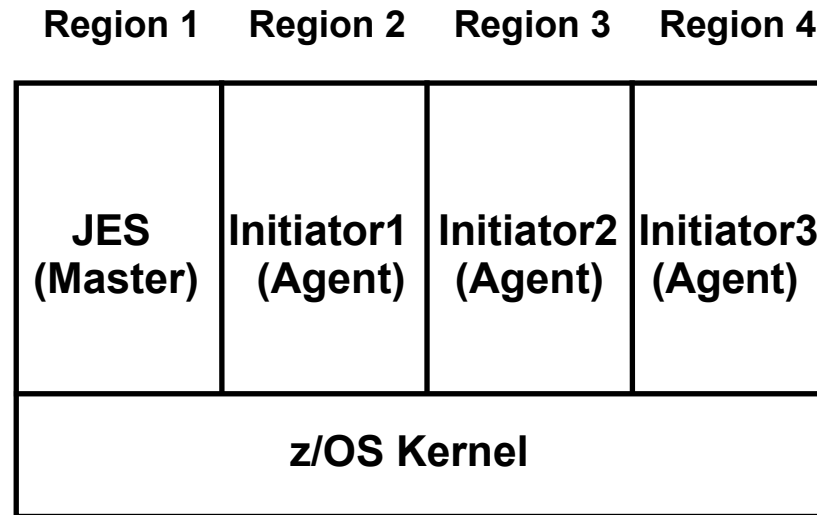 Region 1 Region 2 Region 3 Region 4
JES Initiator1 Initiator2 Initiator3
(Master) (Agent) (Agent) (Agent)
z/OS Kernel